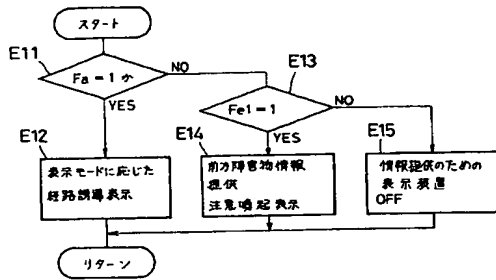 スタート
E11
Fa=1か
NO
E13
YES
Fe1=1
NO
E12
E14
YES
E15
表示モードに応じた
経路誘導表示
前方障害物情報
提供
注意喚起表示
情報提供のための
表示装置
OFF
リターン